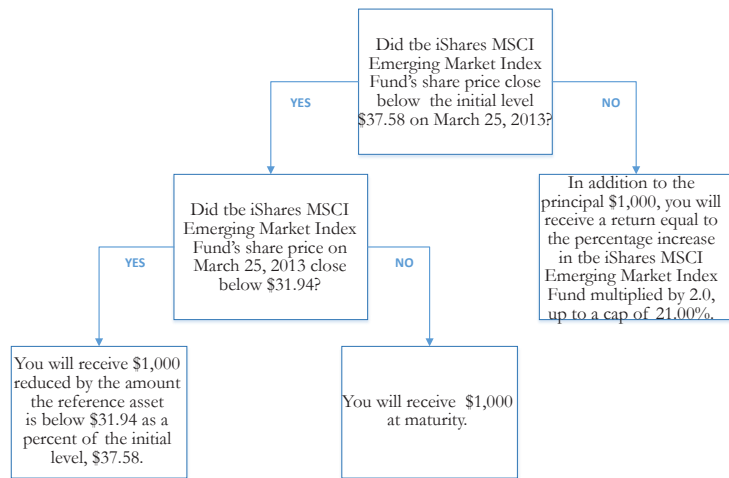 Did tbe iShares MSCI
Emerging Market Index
Fund's share price close
below the initial level
$37.58 on March 25, 2013?
YES
NO
Did tbe iShares MSCI
Emerging Market Index
Fund's share price on
March 25, 2013 close
below $31.94?
In addition to the
principal $1,000, you will
receive a return equal to
the percentage increase
in tbe iShares MSCI
Emerging Market Index
Fund multiplied by 2.0,
up to a cap of 21.00%.
YES
NO
You will receive $1,000
reduced by the amount
the reference asset
is below $31.94 as a
percent of the initial
level, $37.58.
You will receive $1,000
at maturity.